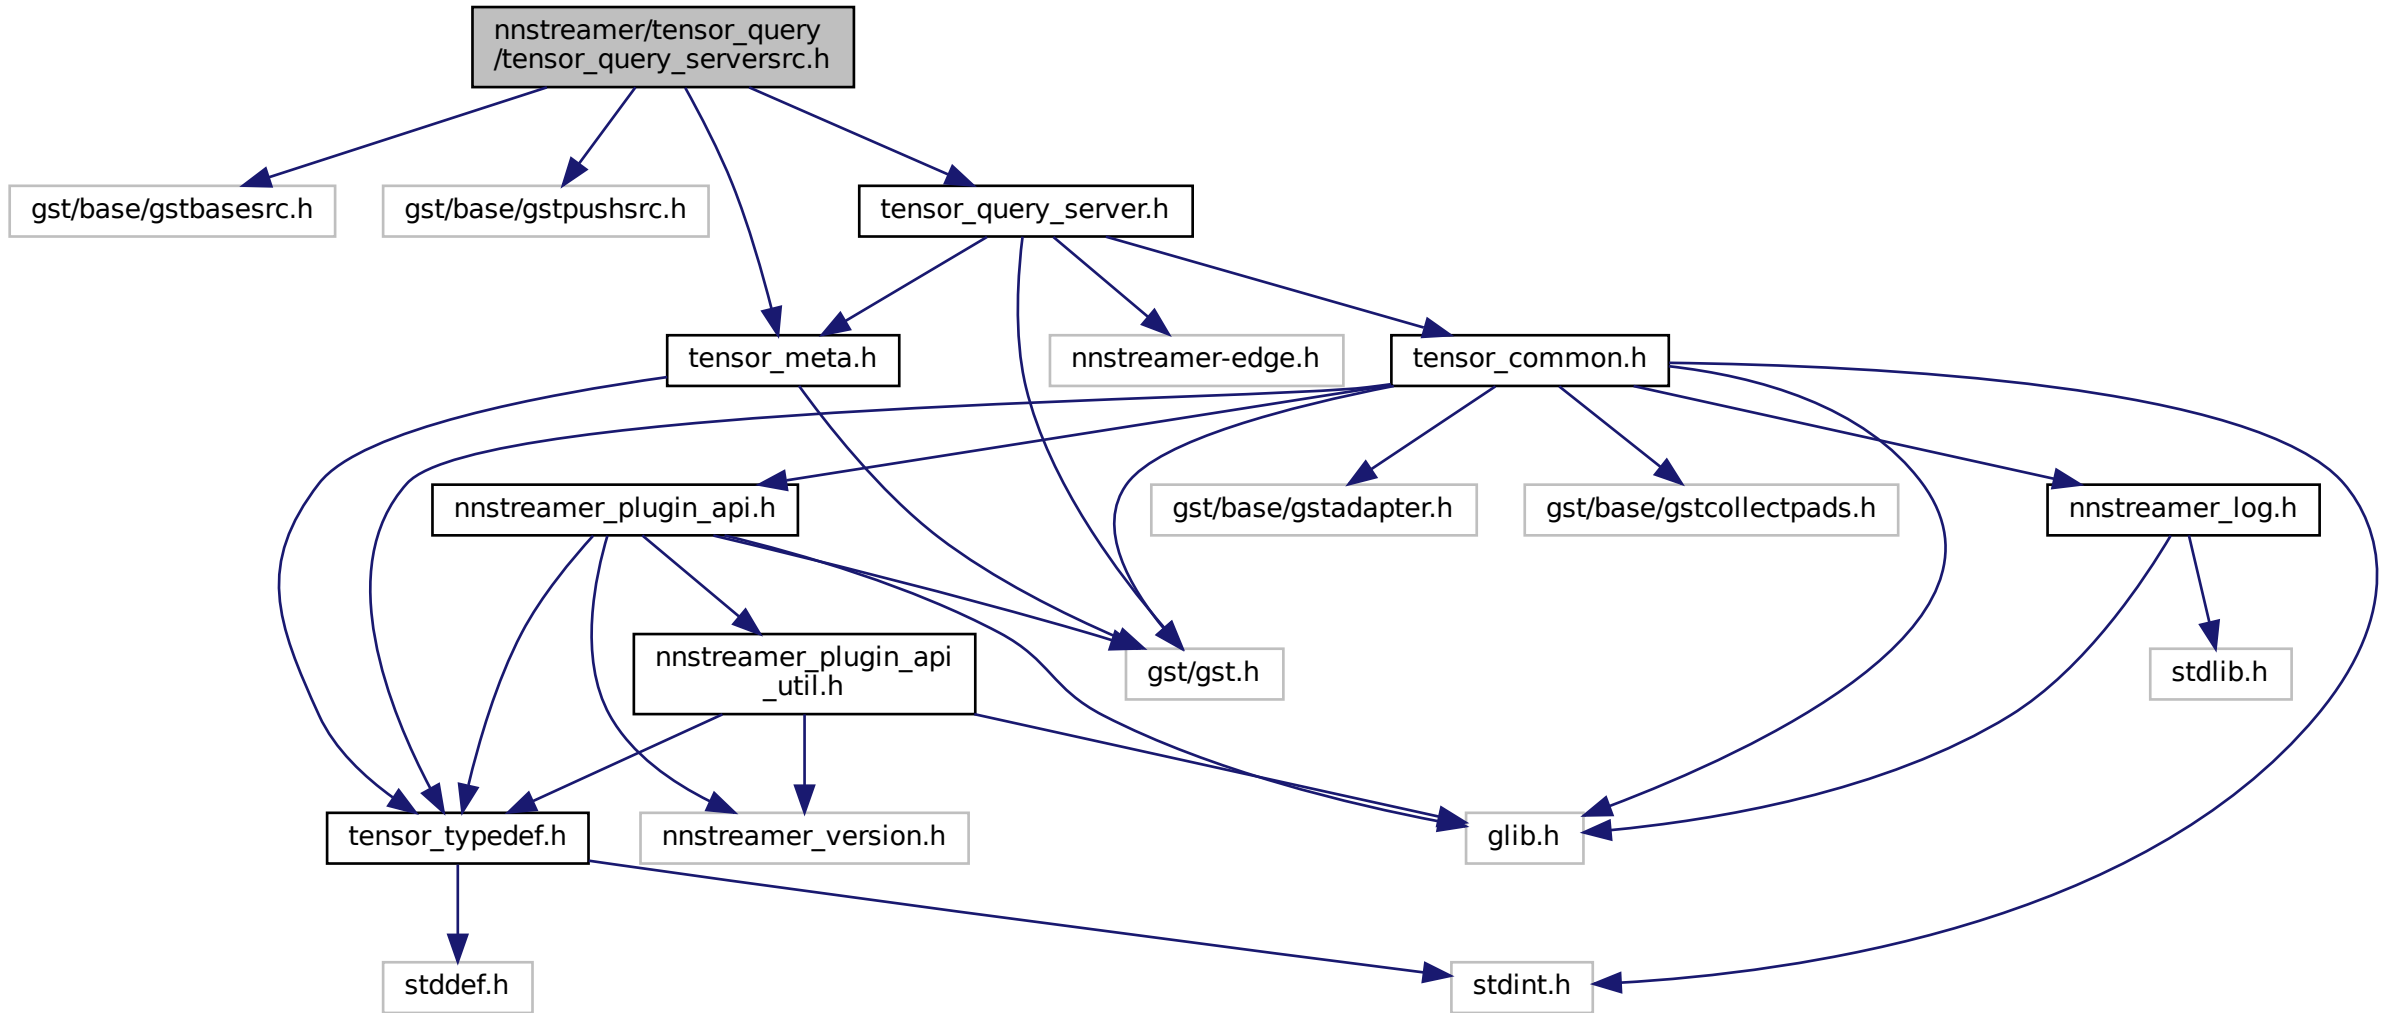 nnstreamer/tensor_query
/tensor_query_serversrc.h
gst/base/gstbasesrc.h
gst/base/gstpushsrc.h
tensor_query_server.h
tensor_meta.h
nnstreamer-edge.h
tensor_common.h
nnstreamer_plugin_api.h
gst/base/gstadapter.h
gst/base/gstcollectpads.h
nnstreamer_log.h
nnstreamer_plugin_api
_util.h
gst/gst.h
stdlib.h
tensor_typedef.h
nnstreamer_version.h
glib.h
stddef.h
stdint.h